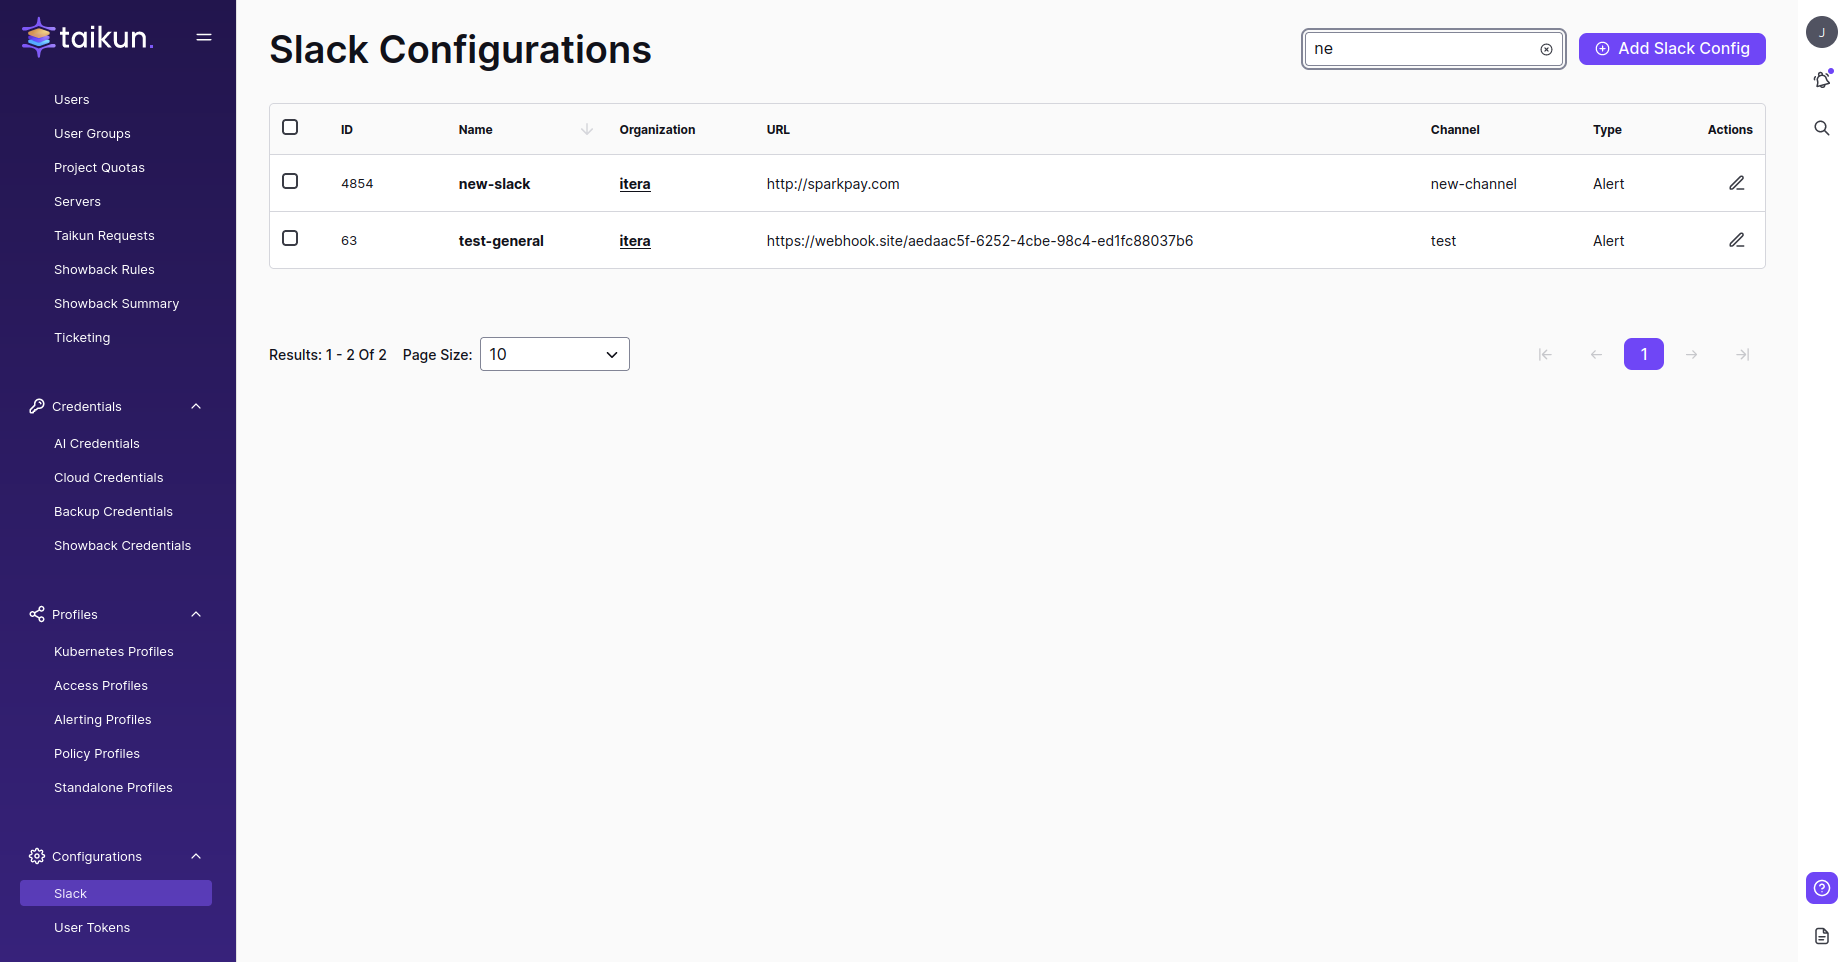 taikun.
Users
User Groups
Project Quotas
Servers
Taikun Requests
Showback Rules
Showback Summary
Ticketing
Credentials
AI Credentials
Cloud Credentials
Backup Credentials
Showback Credentials
Profiles
Kubernetes Profiles
Access Profiles
Alerting Profiles
Policy Profiles
Standalone Profiles
Configurations
Slack
User Tokens
Slack Configurations
ne
Add Slack Config
ID Name Organization URL Channel Type Actions
4854 new-slack itera http://sparkpay.com new-channel Alert
63 test-general itera https://webhook.site/aedaac5f-6252-4cbe-98c4-ed1fc88037b6 test Alert
Results: 1 - 2 Of 2 Page Size: 10 1
J